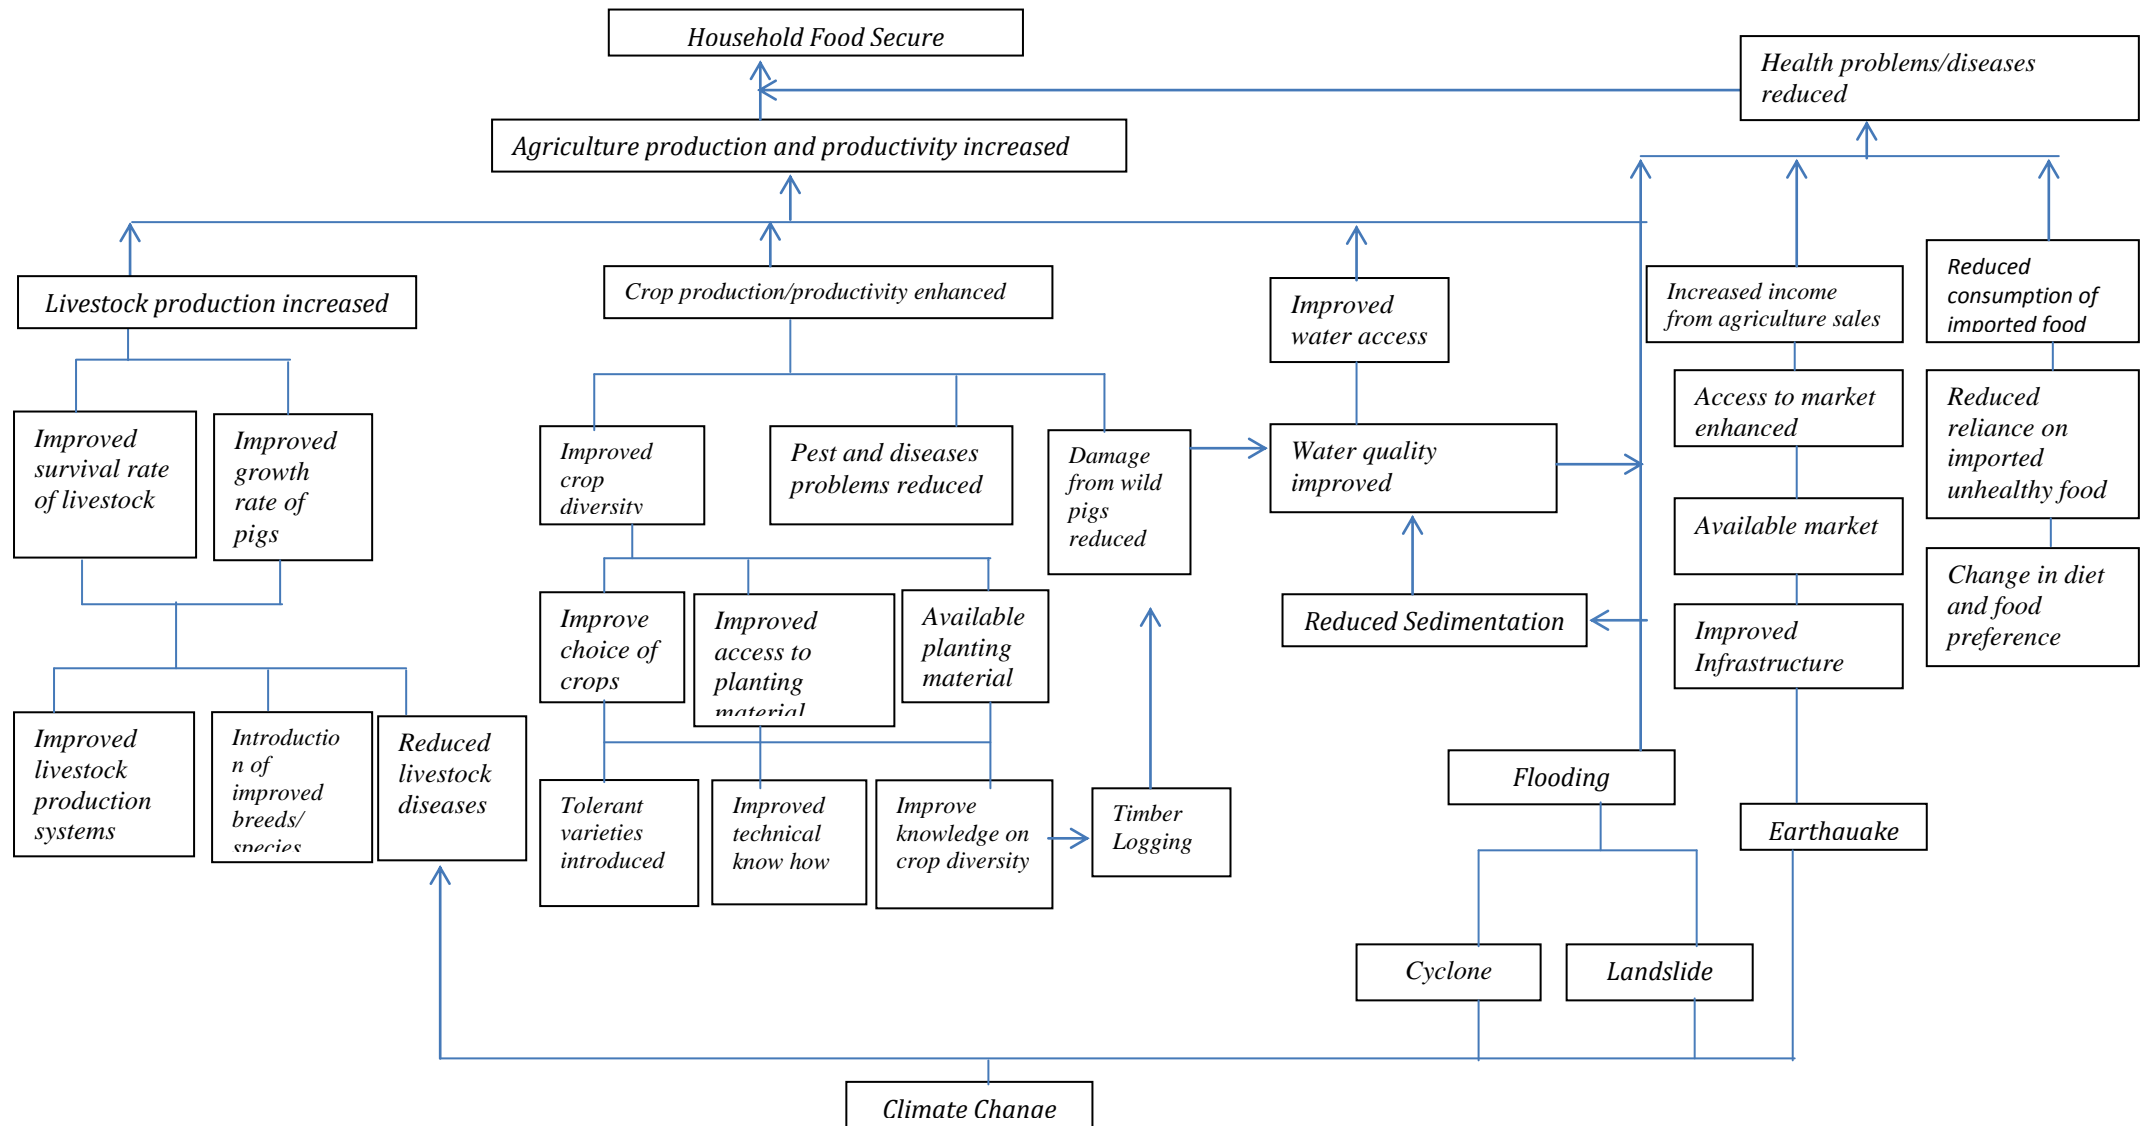 Household Food Secure
Health problems/diseases
reduced
Agriculture production and productivity increased
Livestock production increased
Crop production/productivity enhanced
Improved
water access
Increased income
from agriculture sales
Reduced
consumption of
imported food
Improved
survival rate
of livestock
Improved
growth
rate of
pigs
Improved
crop
diversity
Pest and diseases
problems reduced
Damage
from wild
pigs
reduced
Water quality
improved
Access to market
enhanced
Reduced
reliance on
imported
unhealthy food
Available market
Change in diet
and food
preference
Improve
choice of
crops
Improved
access to
planting
material
Available
planting
material
Reduced Sedimentation
Improved
Infrastructure
Improved
livestock
production
systems
Introductio
n of
improved
breeds/
species
Reduced
livestock
diseases
Tolerant
varieties
introduced
Improved
technical
know how
Improve
knowledge on
crop diversity
Timber
Logging
Flooding
Earthauake
Cyclone
Landslide
Climate Change